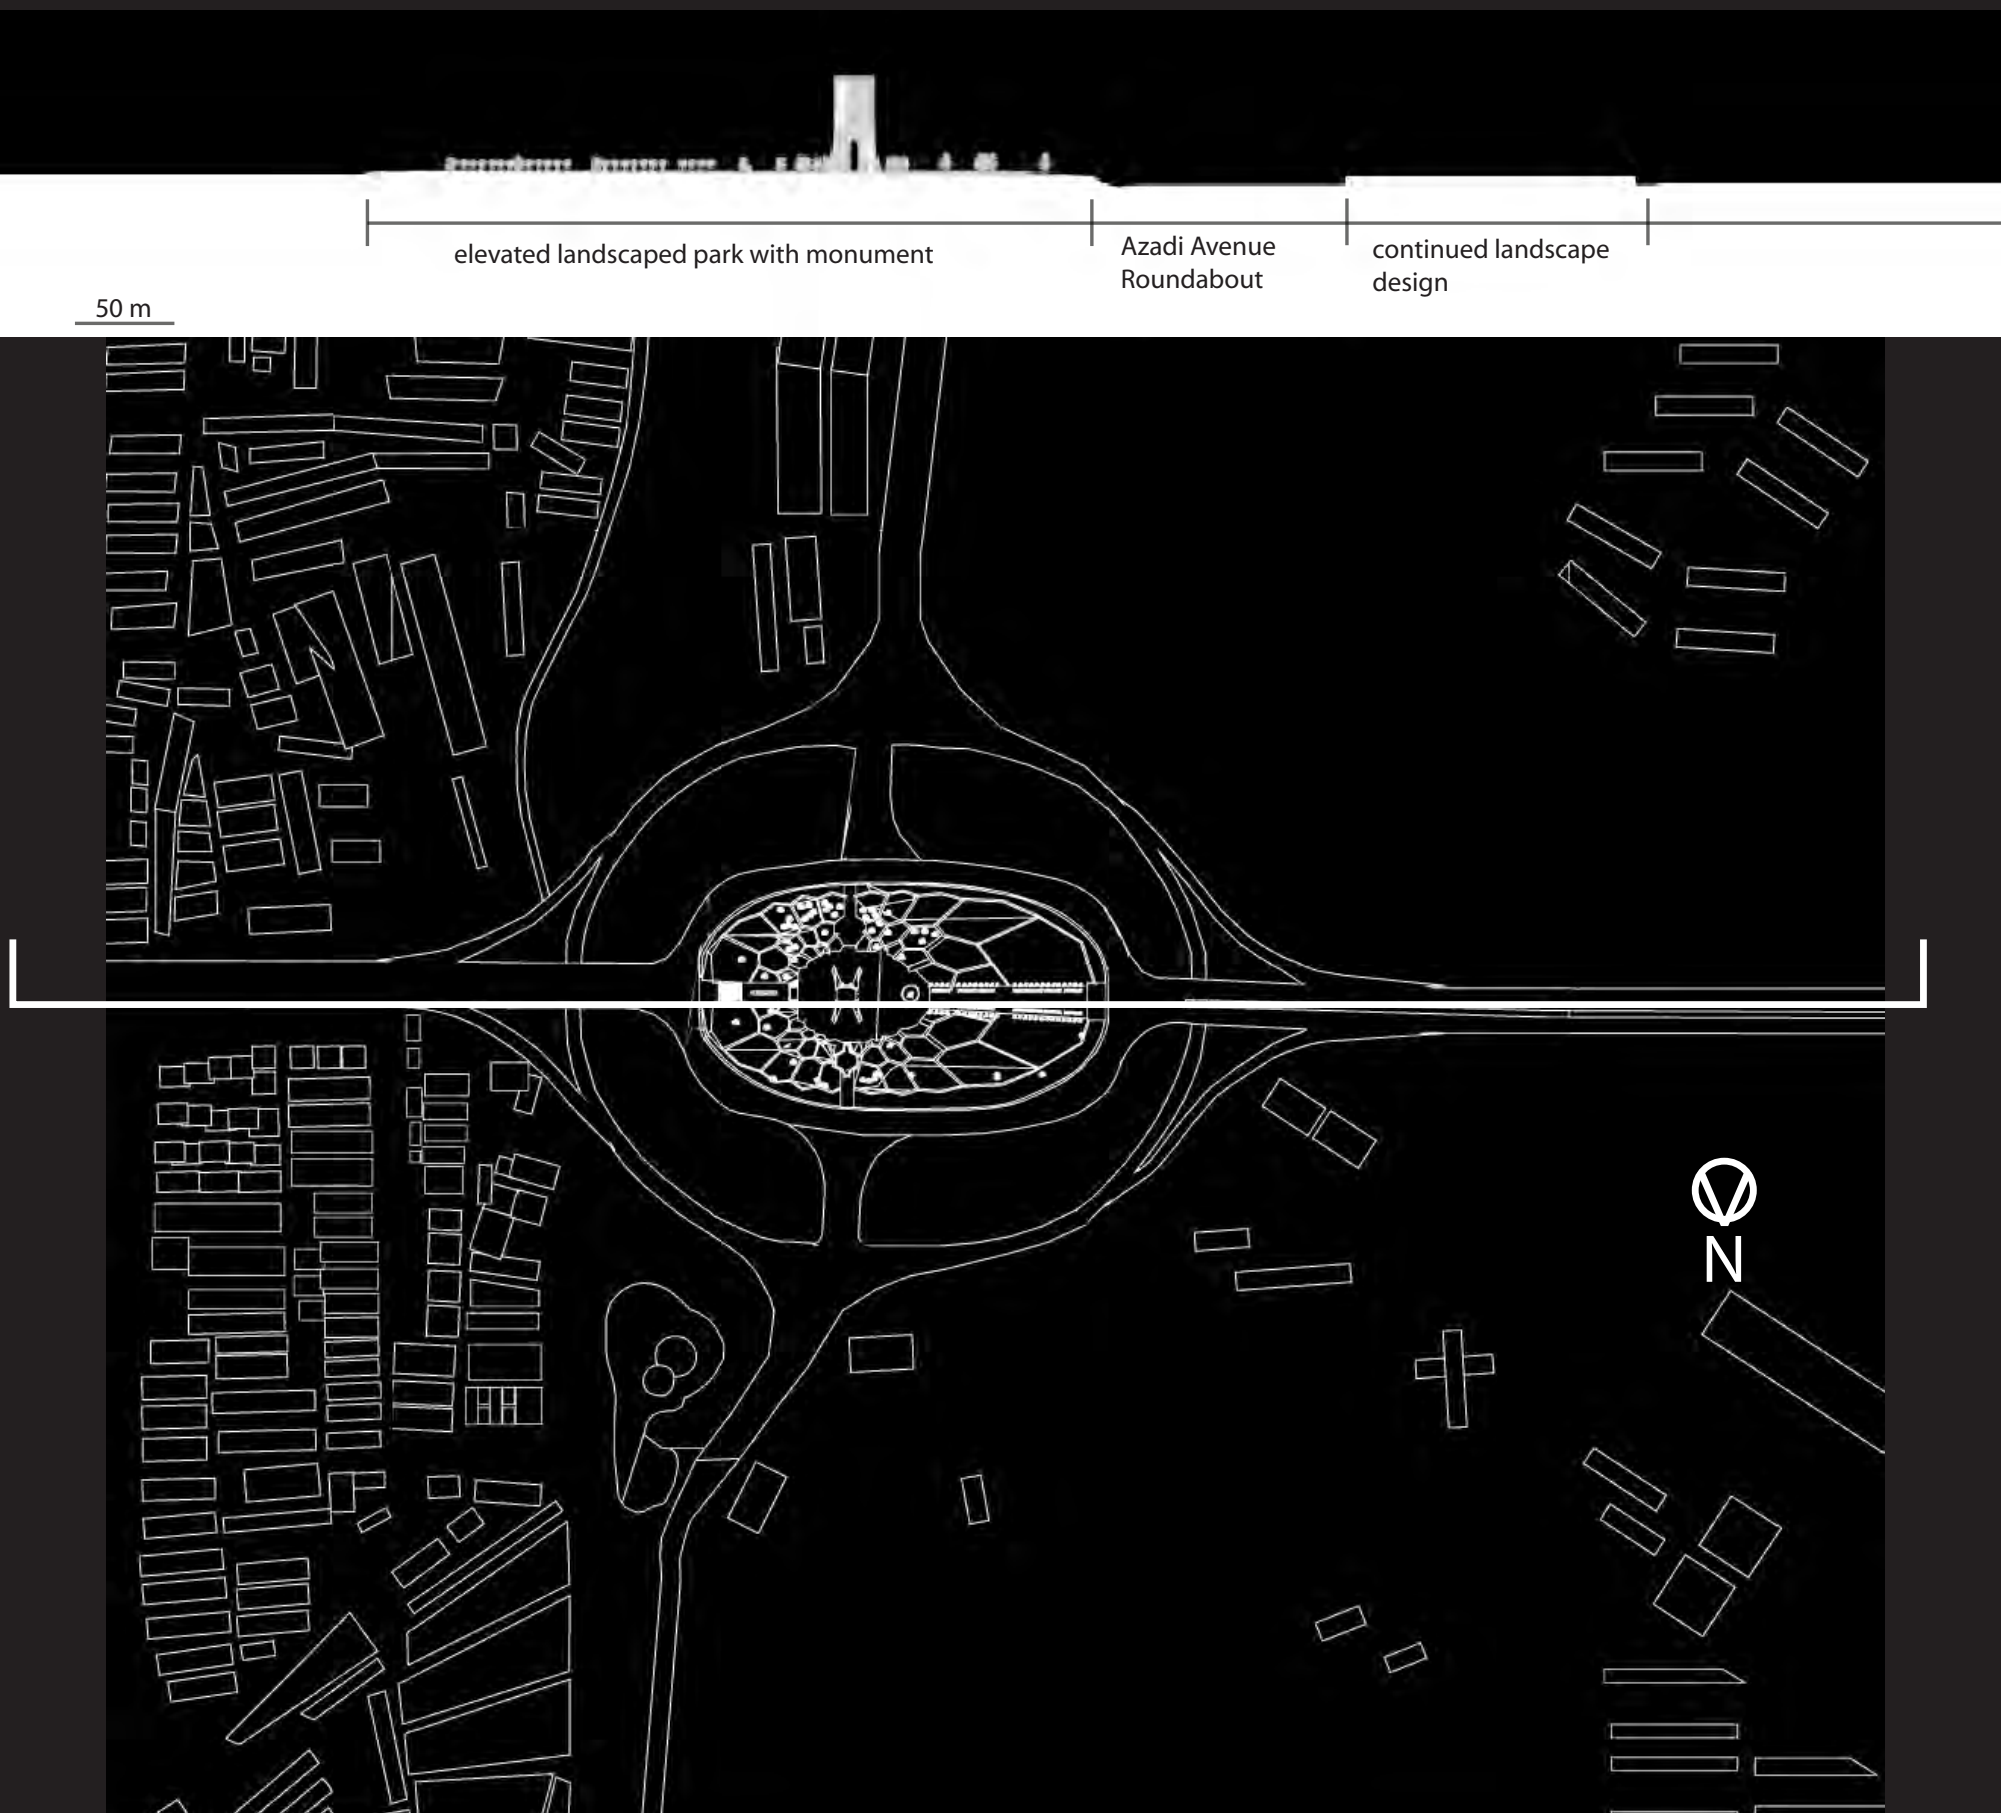 elevated landscaped park with monument
Azadi Avenue
Roundabout
continued landscape
design
50 m
N